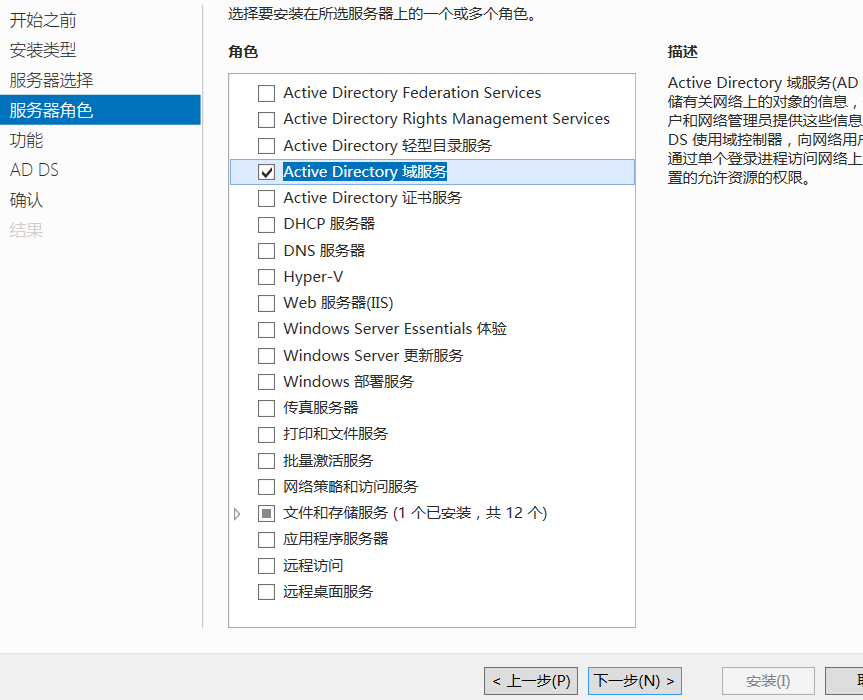 开始之前
安装类型
服务器选择
服务器角色
功能
AD DS
确认
结果
选择要安装在所选服务器上的一个或多个角色。
角色
Active Directory Federation Services
Active Directory Rights Management Services
Active Directory 轻型目录服务
Active Directory 域服务
Active Directory 证书服务
DHCP 服务器
DNS 服务器
Hyper-V
Web 服务器(IIS)
Windows Server Essentials 体验
Windows Server 更新服务
Windows 部署服务
传真服务器
打印和文件服务
批量激活服务
网络策略和访问服务
文件和存储服务 (1 个已安装，共 12 个)
应用程序服务器
远程访问
远程桌面服务
描述
Active Directory 域服务(AD
储有关网络上的对象的信息，
户和网络管理员提供这些信息
DS 使用域控制器，向网络用户
通过单个登录进程访问网络上
置的允许资源的权限。
< 上一步(P)
下一步(N) >
安装(I)